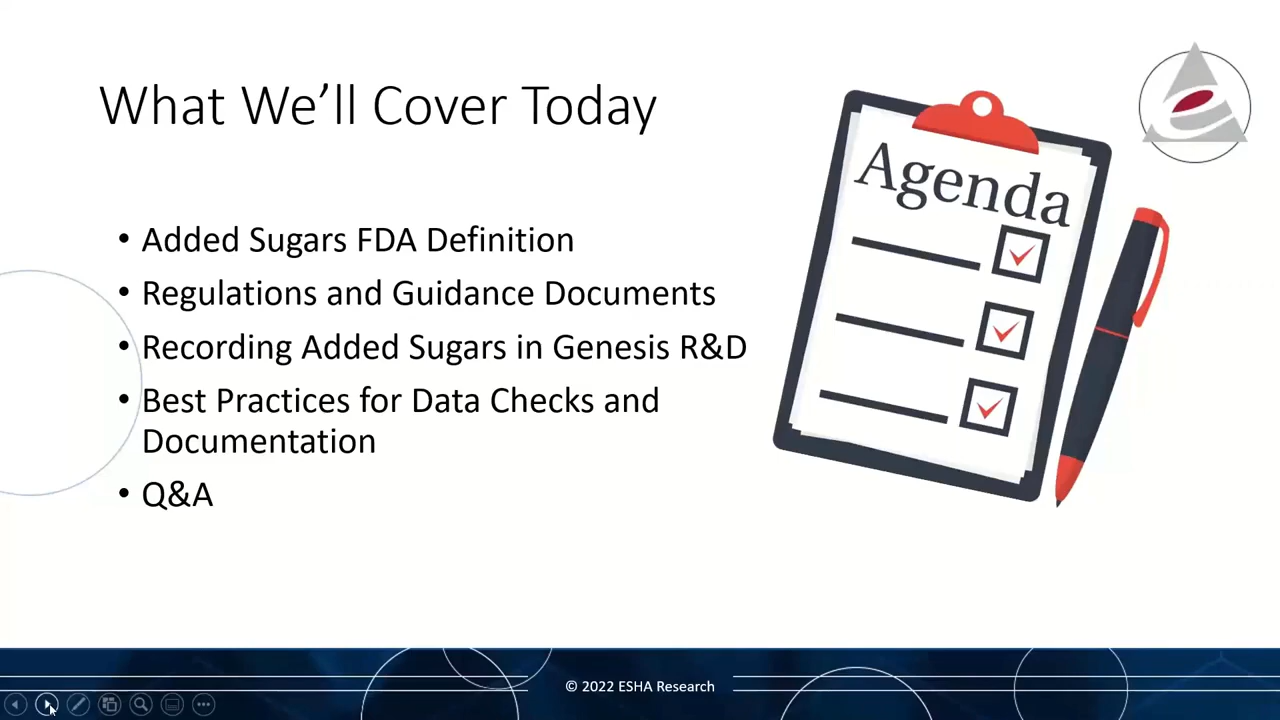 What We’ll Cover Today
Agenda
• Added Sugars FDA Definition
• Regulations and Guidance Documents
• Recording Added Sugars in Genesis R&D
• Best Practices for Data Checks and
Documentation
• Q&A
© 2022 ESHA Research